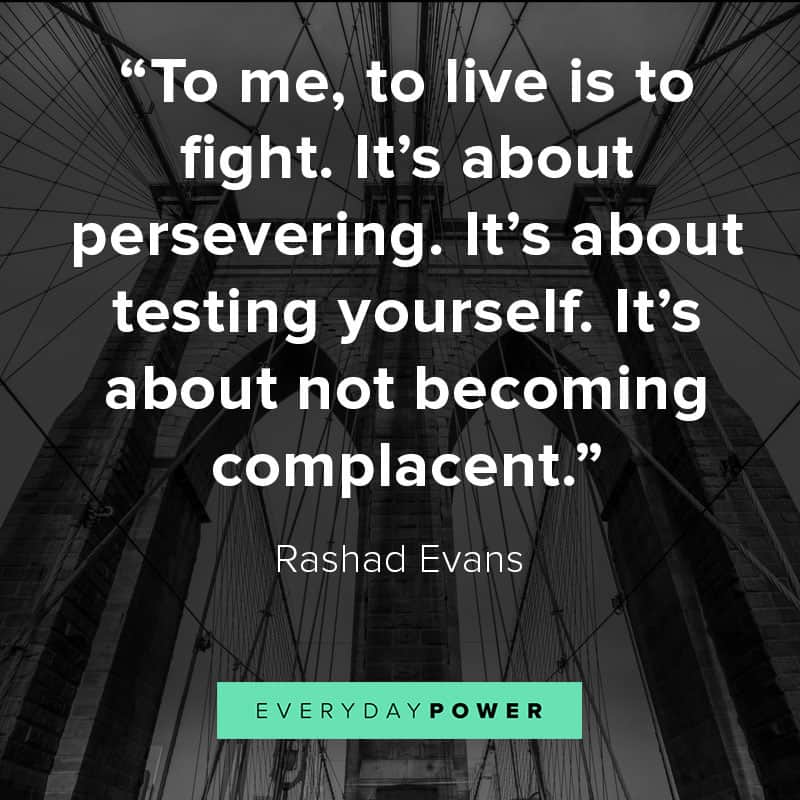 “To me, to live is to
fight. It’s about
persevering. It’s about
testing yourself. It’s
about not becoming
complacent.”
Rashad Evans
EVERYDAYPOWER